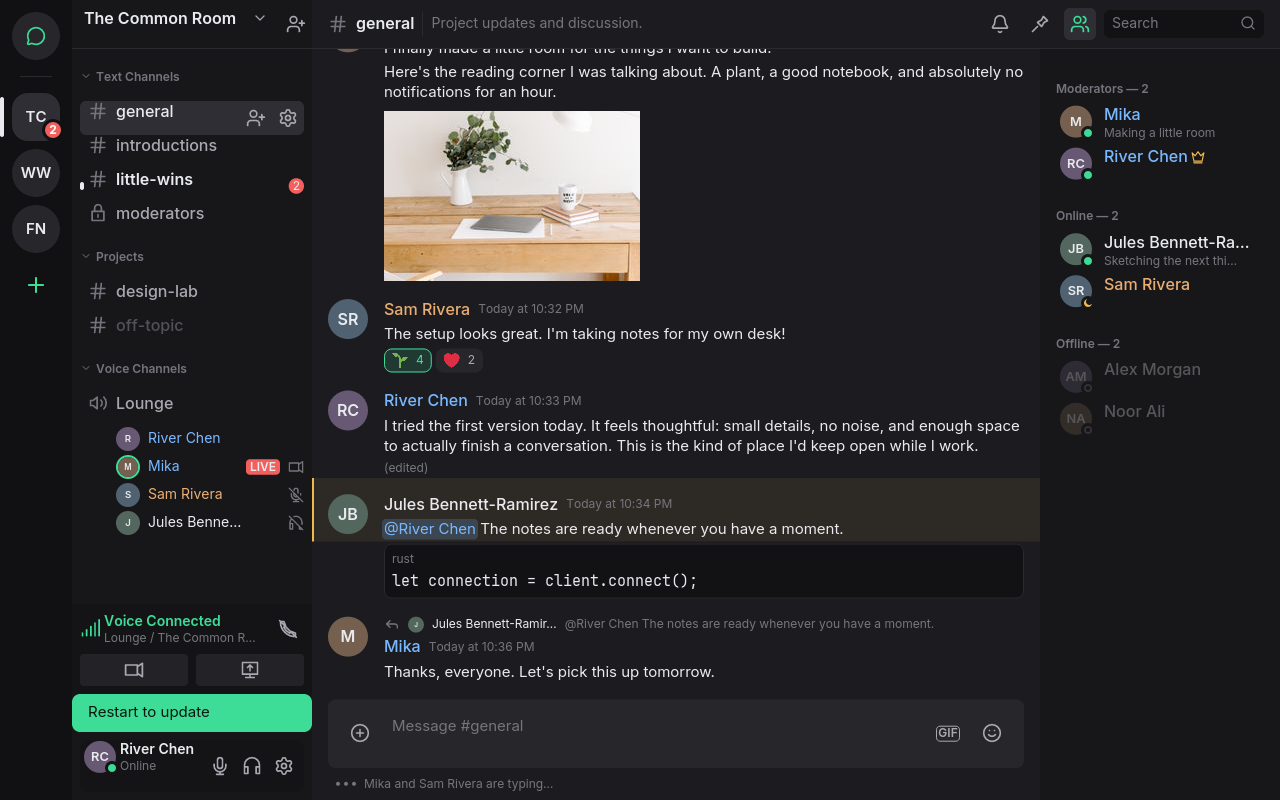 The Common Room
# general
Project updates and discussion.
Search
TC
2
WW
FN
Text Channels
# general
# introductions
# little-wins
2
moderators
Projects
# design-lab
# off-topic
Voice Channels
Lounge
R
River Chen
M
Mika
LIVE
S
Sam Rivera
J
Jules Benne...
Voice Connected
Lounge / The Common R...
Restart to update
RC
River Chen
Online
I finally made a little room for the things I want to build.
Here's the reading corner I was talking about. A plant, a good notebook, and absolutely no
notifications for an hour.
SR
Sam Rivera Today at 10:32 PM
The setup looks great. I'm taking notes for my own desk!
4
2
RC
River Chen Today at 10:33 PM
I tried the first version today. It feels thoughtful: small details, no noise, and enough space
to actually finish a conversation. This is the kind of place I'd keep open while I work.
(edited)
JB
Jules Bennett-Ramirez Today at 10:34 PM
@River Chen The notes are ready whenever you have a moment.
rust
let connection = client.connect();
J
Jules Bennett-Ramir... @River Chen The notes are ready whenever you have a moment.
M
Mika Today at 10:36 PM
Thanks, everyone. Let's pick this up tomorrow.
Message #general
GIF
Mika and Sam Rivera are typing...
Moderators — 2
M
Mika
Making a little room
RC
River Chen
Online — 2
JB
Jules Bennett-Ra...
Sketching the next thi...
SR
Sam Rivera
Offline — 2
AM
Alex Morgan
NA
Noor Ali